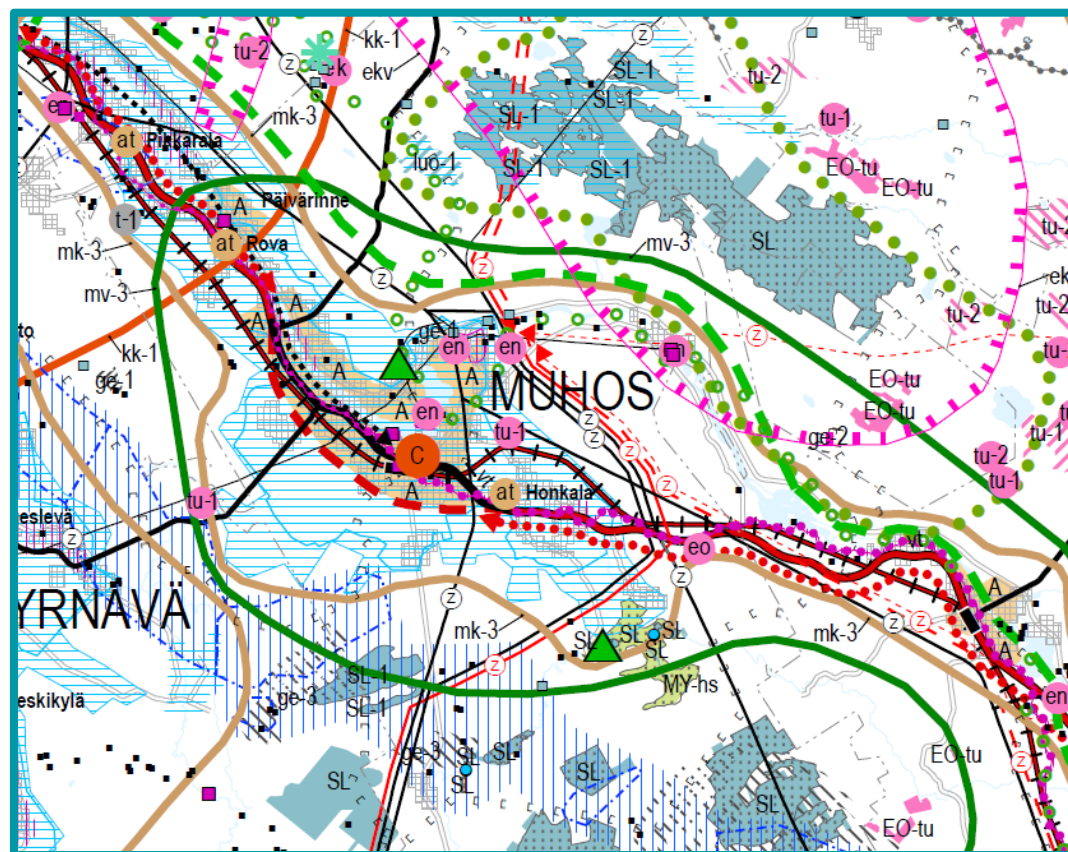 tu-2
kk-1
z
z
SL-1
SL-1
tu-2
ek
ekv
tu-1
mk-3
at
Pirkkarala
luo-1
SL-1
SL-1
EO-tu
EO-tu
Päivärinne
A
t-1
at
Rova
mk-3
mv-3
SL
mv-3
z
z
tu-2
kk-1
A
ge-1
A
en
en
z
MUHOS
A
A
en
EO-tu
EO-tu
tu-1
z
z
z
ge-2
tu-1
C
vt
tu-2
tu-1
A
at
Honkala
z
tu-1
z
z
eo
vt
YRNÄVÄ
z
z
A
mk-3
SL
SL
SL
mk-3
z
z
A
z
MY-hs
SL-1
ge-3
SL-1
eskikylä
en
ge-3
SL
SL
SL
SL
SL
SL
EO-tu
EO-tu